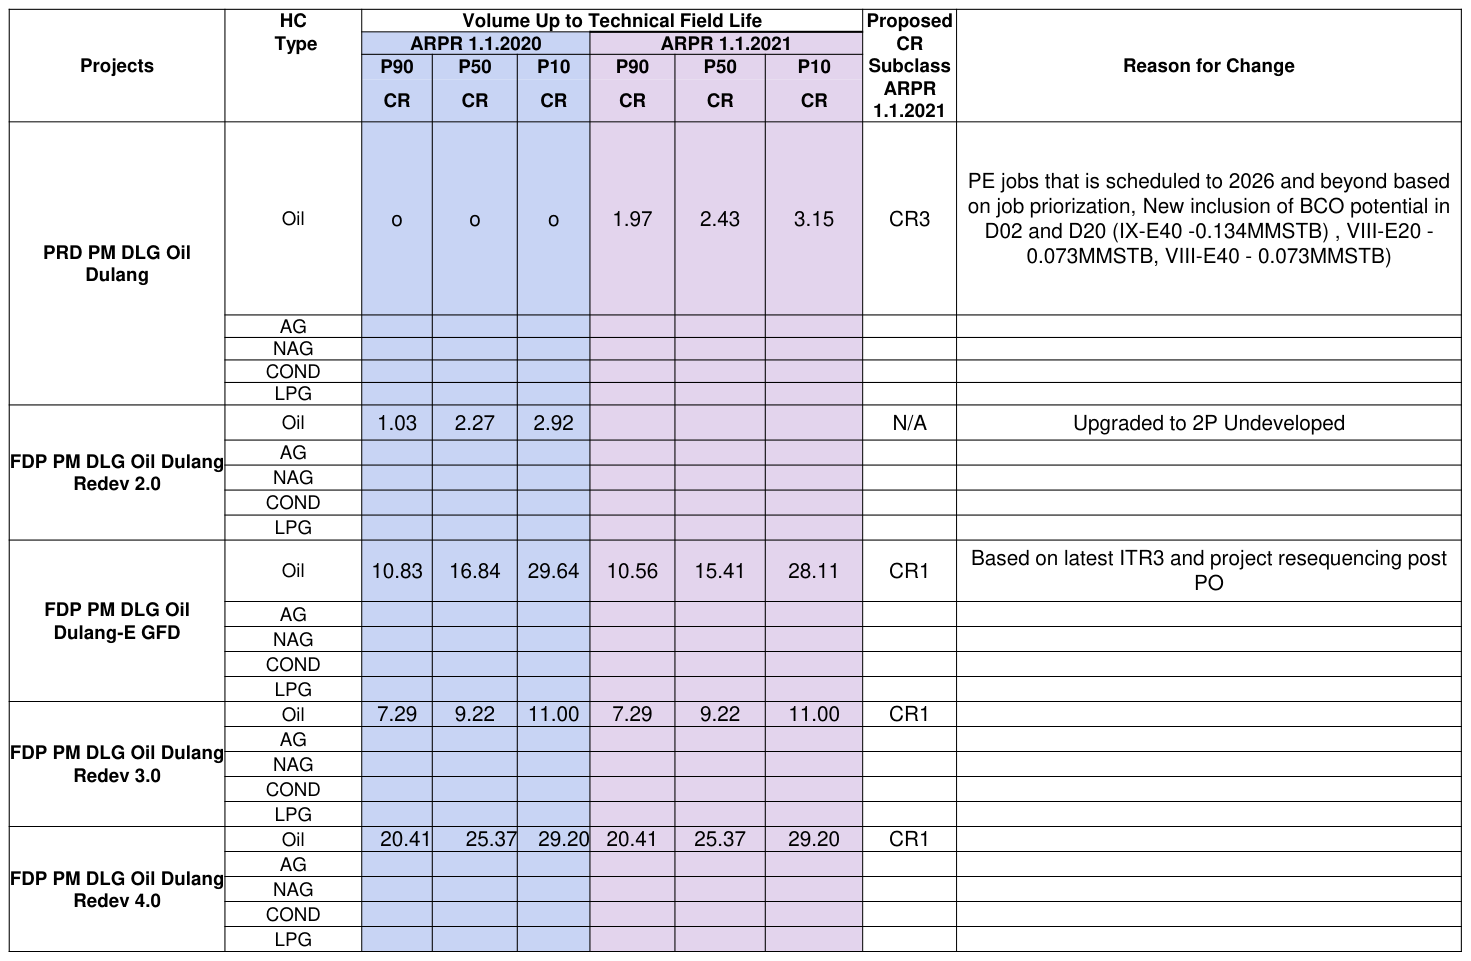 Projects
HC
Type
Volume Up to Technical Field Life
ARPR 1.1.2020
ARPR 1.1.2021
P90 P50 P10 P90 P50 P10
CR CR CR CR CR CR
Proposed
CR
Subclass
ARPR
1.1.2021
Reason for Change
PRD PM DLG Oil
Dulang
Oil o o o 1.97 2.43 3.15 CR3
PE jobs that is scheduled to 2026 and beyond based
on job priorization, New inclusion of BCO potential in
D02 and D20 (IX-E40 -0.134MMSTB) , VIII-E20 -
0.073MMSTB, VIII-E40 - 0.073MMSTB)
AG
NAG
COND
LPG
FDP PM DLG Oil Dulang
Redev 2.0
Oil 1.03 2.27 2.92 N/A Upgraded to 2P Undeveloped
AG
NAG
COND
LPG
FDP PM DLG Oil
Dulang-E GFD
Oil 10.83 16.84 29.64 10.56 15.41 28.11 CR1
Based on latest ITR3 and project resequencing post
PO
AG
NAG
COND
LPG
FDP PM DLG Oil Dulang
Redev 3.0
Oil 7.29 9.22 11.00 7.29 9.22 11.00 CR1
AG
NAG
COND
LPG
FDP PM DLG Oil Dulang
Redev 4.0
Oil 20.41 25.37 29.20 20.41 25.37 29.20 CR1
AG
NAG
COND
LPG